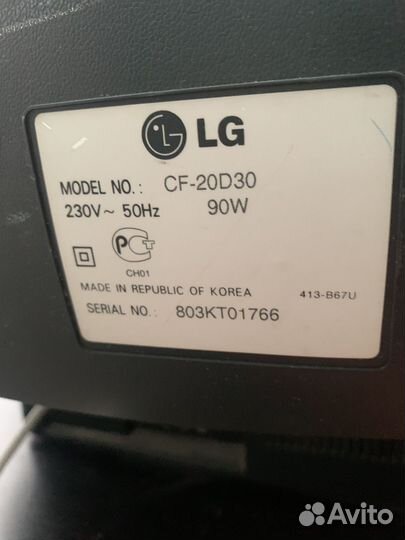 LG
MODEL NO.: CF-20D30
230V~ 50Hz 90W
PCT
CH01
MADE IN REPUBLIC OF KOREA 413-B67U
SERIAL NO.: 803KT01766
Avito